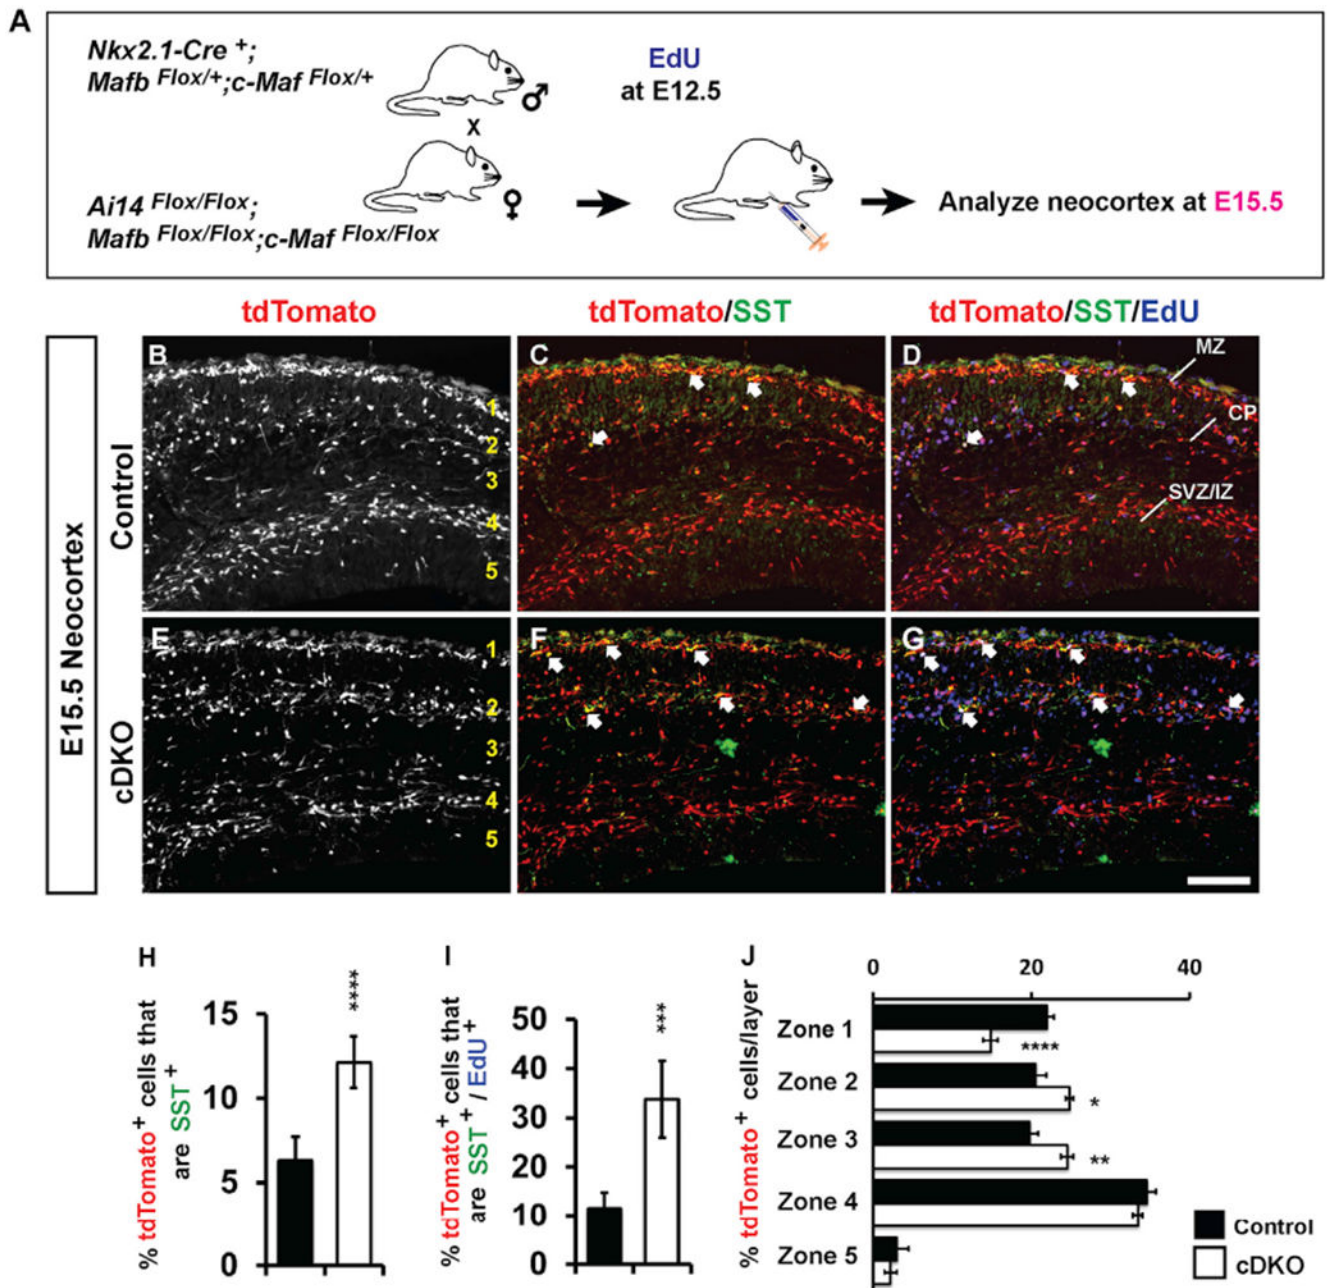 A
Nkx2.1-Cre +;
Mafb Flox/+;c-Maf Flox/+
♂
X
♀
Ai14 Flox/Flox;
Mafb Flox/Flox;c-Maf Flox/Flox
EdU
at E12.5
Analyze neocortex at E15.5
tdTomato
tdTomato/SST
tdTomato/SST/EdU
E15.5 Neocortex
Control
B
1
2
3
4
5
C
D
MZ
CP
SVZ/IZ
cDKO
E
1
2
3
4
5
F
G
H
% tdTomato+ cells that
are SST+
15
10
5
0
****
I
% tdTomato+ cells that
are SST+ / EdU+
50
40
30
20
10
0
***
J
% tdTomato+ cells/layer
0 20 40
Zone 1
****
Zone 2
*
Zone 3
**
Zone 4
Zone 5
Control
cDKO